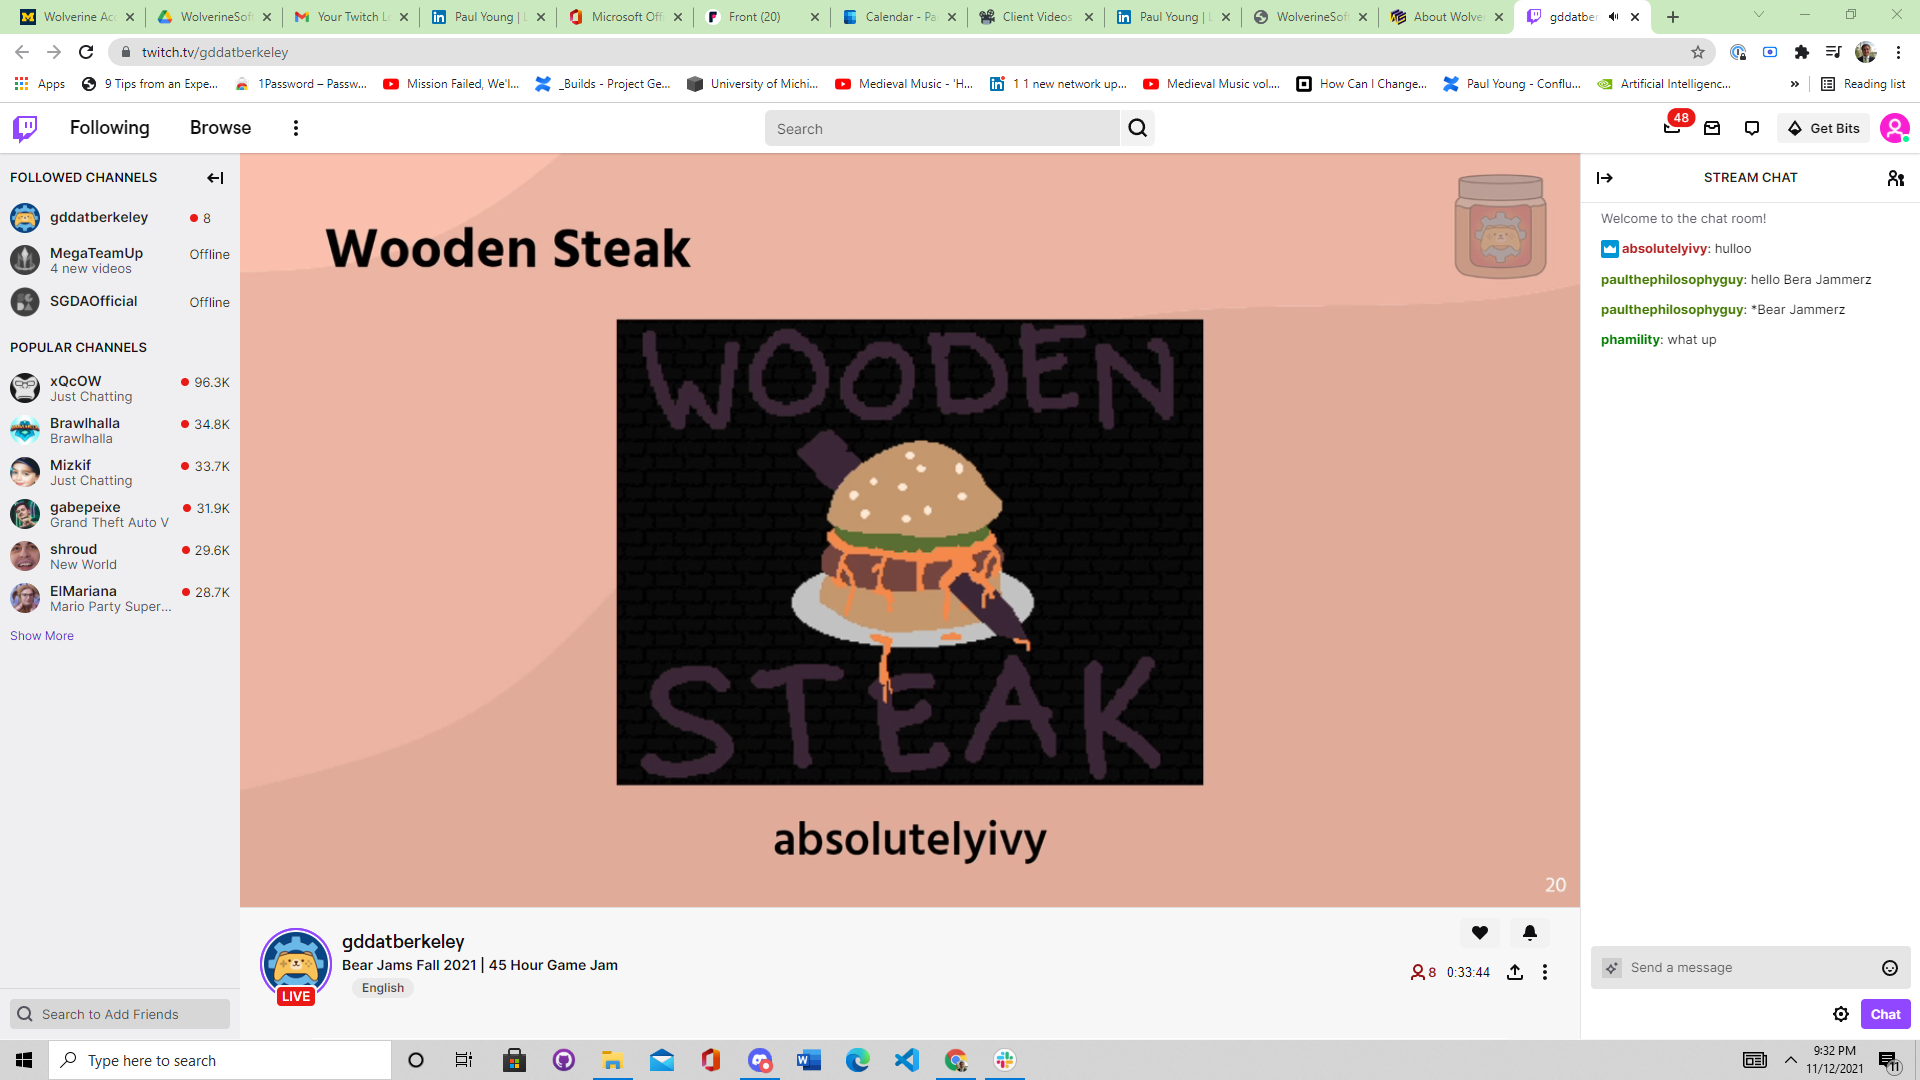 Wolverine Acc
WolverineSoft
Your Twitch L
Paul Young | L
Microsoft Offi
Front (20)
Calendar - Pa
Client Videos
Paul Young | L
WolverineSoft
About Wolver
gddatber
twitch.tv/gddatberkeley
Apps
9 Tips from an Expe...
1Password – Passw...
Mission Failed, We'l...
_Builds - Project Ge...
University of Michi...
Medieval Music - 'H...
1 1 new network up...
Medieval Music vol....
How Can I Change...
Paul Young - Conflu...
Artificial Intelligenc...
»
Reading list
Following
Browse
Search
48
Get Bits
FOLLOWED CHANNELS
gddatberkeley
8
MegaTeamUp
Offline
4 new videos
SGDAOfficial
Offline
POPULAR CHANNELS
xQcOW
96.3K
Just Chatting
Brawlhalla
34.8K
Brawlhalla
Mizkif
33.7K
Just Chatting
gabepeixe
31.9K
Grand Theft Auto V
shroud
29.6K
New World
ElMariana
28.7K
Mario Party Super...
Show More
Search to Add Friends
Wooden Steak
WOODEN
STEAK
absolutelyivy
20
gddatberkeley
Bear Jams Fall 2021 | 45 Hour Game Jam
English
LIVE
8
0:33:44
STREAM CHAT
Welcome to the chat room!
absolutelyivy: hulloo
paulthephilosophyguy: hello Bera Jammerz
paulthephilosophyguy: *Bear Jammerz
phamility: what up
Send a message
Chat
Type here to search
9:32 PM
11/12/2021
11